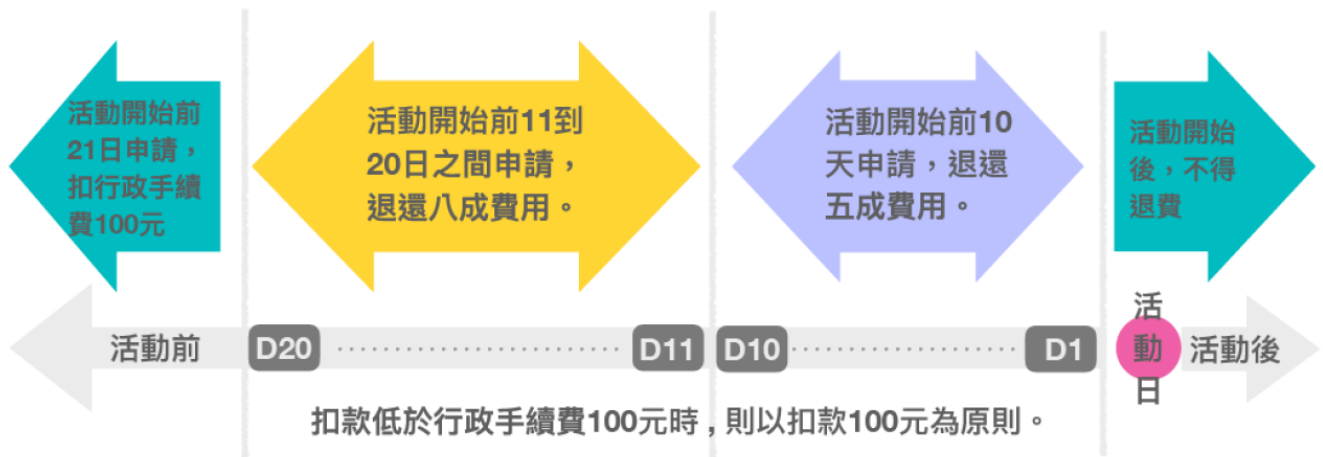 活動開始前
21日申請，
扣行政手續
費100元
活動開始前11到
20日之間申請，
退還八成費用。
活動開始前10
天申請，退還
五成費用。
活動開始
後，不得
退費
活動前
D20
D11
D10
D1
活
動
日
活動後
扣款低於行政手續費100元時，則以扣款100元為原則。